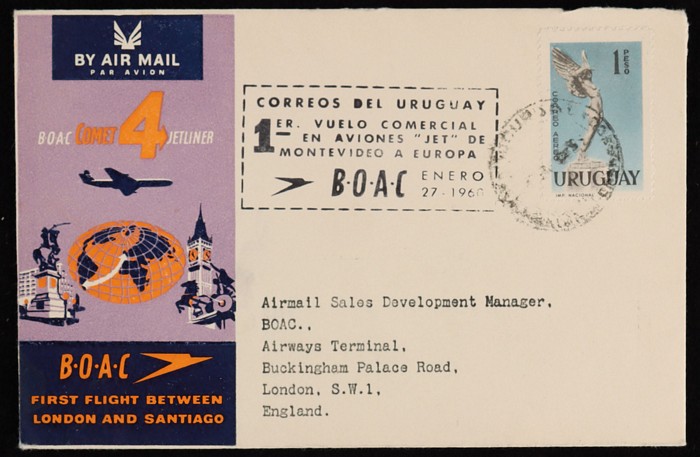 BY AIR MAIL
PAR AVION
BOAC COMET 4 JETLINER
B·O·A·C
FIRST FLIGHT BETWEEN
LONDON AND SANTIAGO
CORREOS DEL URUGUAY
1ER. VUELO COMERCIAL
EN AVIONES "JET" DE
MONTEVIDEO A EUROPA
B·O·A·C ENERO
27-1960
1 PESO
CORREO AEREO
URUGUAY
IMP. NACIONAL
Airmail Sales Development Manager,
BOAC.,
Airways Terminal,
Buckingham Palace Road,
London, S.W.1,
England.